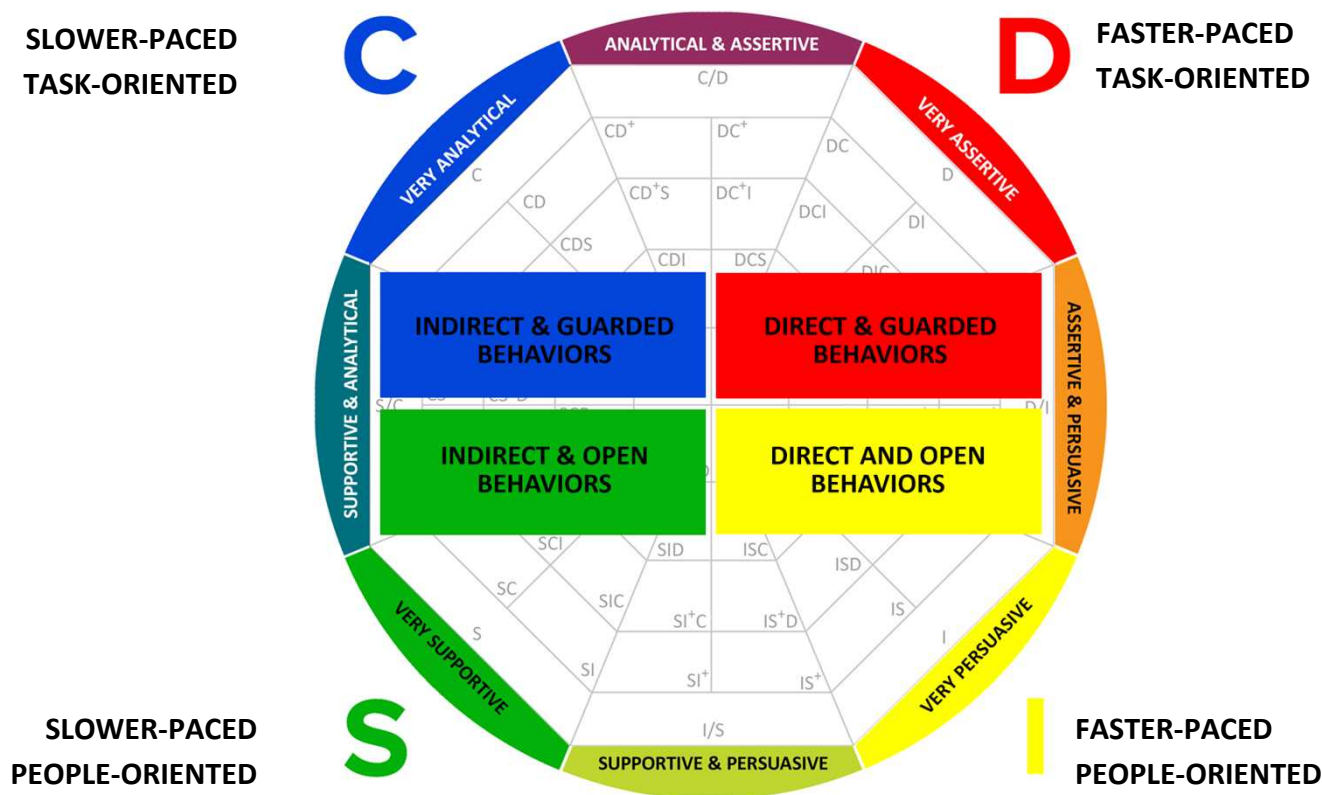 SLOWER-PACED
TASK-ORIENTED
C
ANALYTICAL & ASSERTIVE
D
FASTER-PACED
TASK-ORIENTED
VERY ANALYTICAL
C/D
VERY ASSERTIVE
CD⁺
DC⁺
DC
C
D
CD
CD⁺S
DC⁺I
DCI
DI
CDS
CDI
DCS
DIC
SUPPORTIVE & ANALYTICAL
INDIRECT & GUARDED
BEHAVIORS
DIRECT & GUARDED
BEHAVIORS
ASSERTIVE & PERSUASIVE
S/C
D/I
INDIRECT & OPEN
BEHAVIORS
DIRECT AND OPEN
BEHAVIORS
SCI
SID
ISC
ISD
SC
SIC
SI⁺C
IS⁺D
IS
S
I
VERY SUPPORTIVE
SI
SI⁺
IS⁺
VERY PERSUASIVE
I/S
SLOWER-PACED
PEOPLE-ORIENTED
S
SUPPORTIVE & PERSUASIVE
I
FASTER-PACED
PEOPLE-ORIENTED